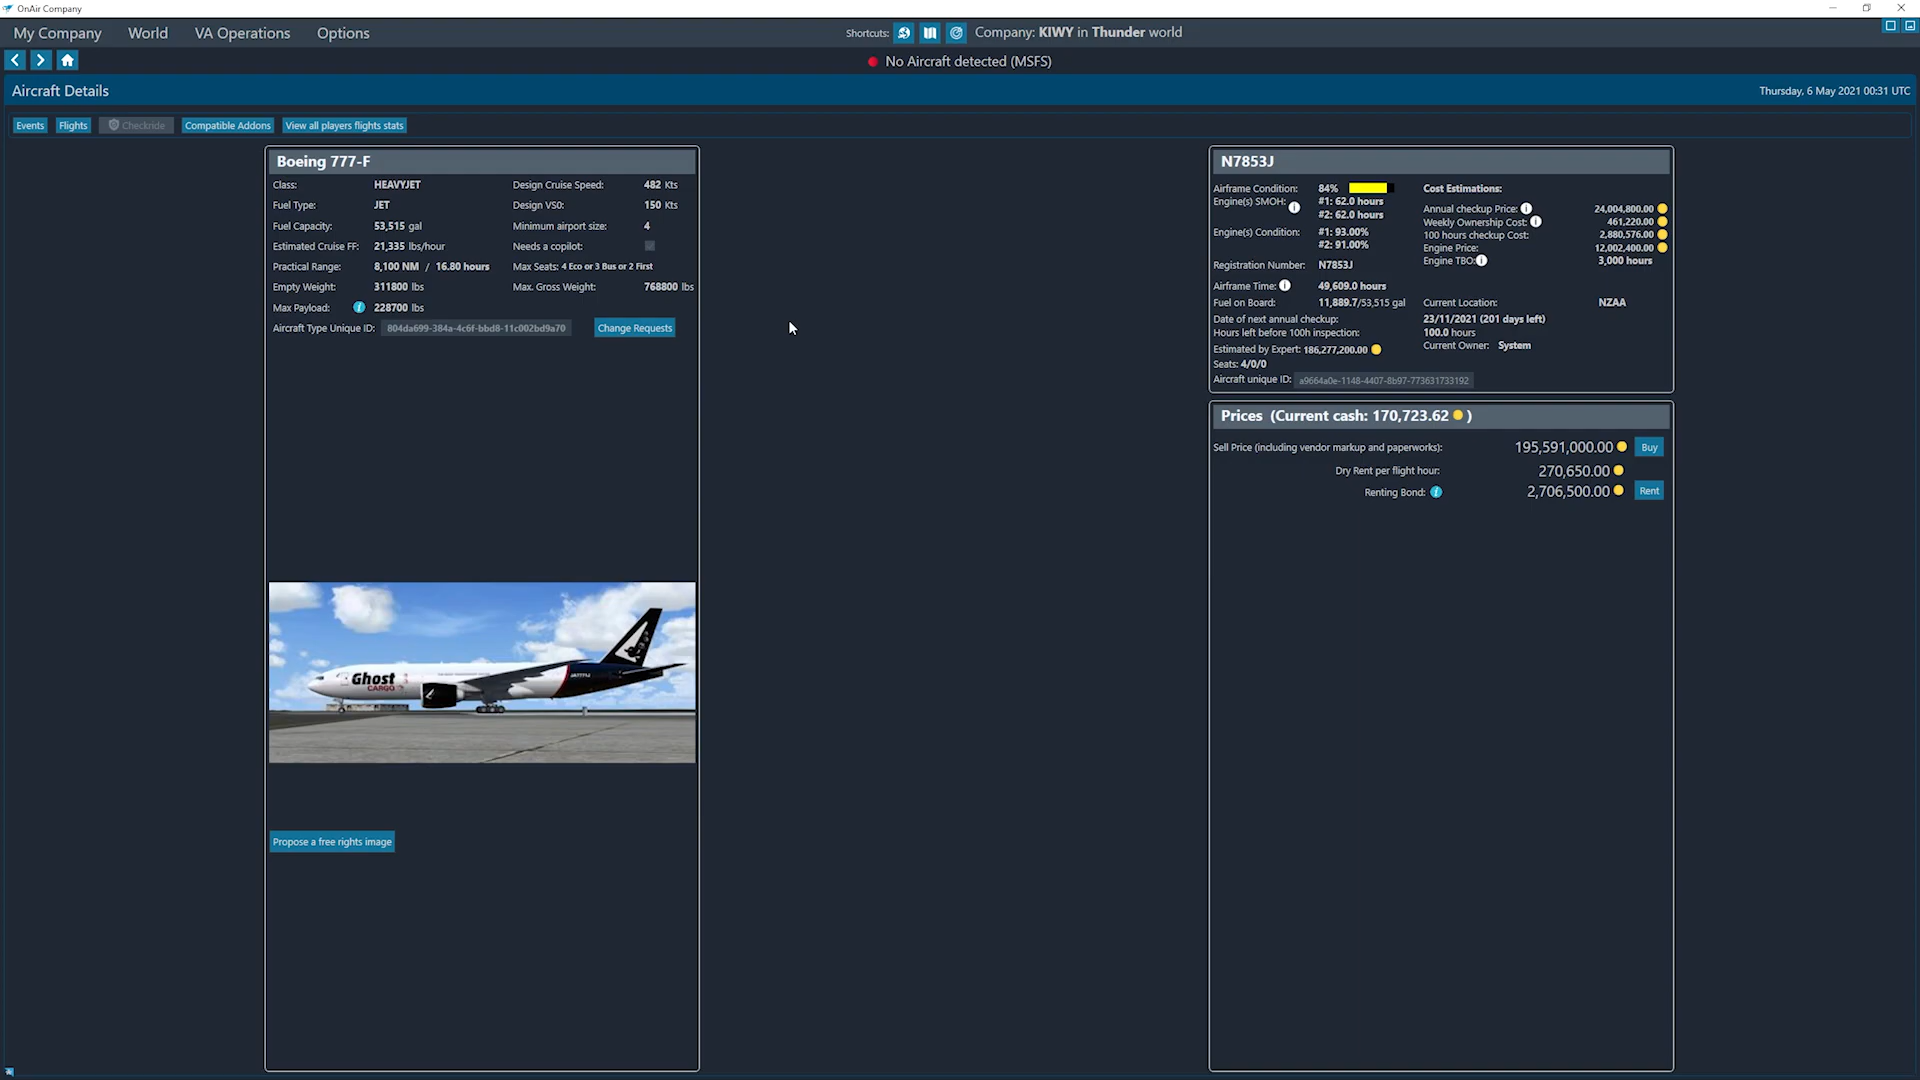 OnAir Company
My Company World VA Operations Options
Shortcuts: Company: KIWY in Thunder world
No Aircraft detected (MSFS)
Aircraft Details
Thursday, 6 May 2021 00:31 UTC
Events Flights Checkride Compatible Addons View all players flights stats
Boeing 777-F
Class: HEAVYJET Design Cruise Speed: 482 Kts
Fuel Type: JET Design VS0: 150 Kts
Fuel Capacity: 53,515 gal Minimum airport size: 4
Estimated Cruise FF: 21,335 lbs/hour Needs a copilot:
Practical Range: 8,100 NM / 16.80 hours Max Seats: 4 Eco or 3 Bus or 2 First
Empty Weight: 311800 lbs Max. Gross Weight: 768800 lbs
Max Payload: 228700 lbs
Aircraft Type Unique ID: 804da699-384a-4c6f-bbd8-11c002bd9a70 Change Requests
Ghost
CARGO
Propose a free rights image
N7853J
Airframe Condition: 84% Cost Estimations:
Engine(s) SMOH: #1: 62.0 hours
#2: 62.0 hours
Annual checkup Price: 24,004,800.00
Weekly Ownership Cost: 461,220.00
Engine(s) Condition: #1: 93.00%
#2: 91.00%
100 hours checkup Cost: 2,880,576.00
Engine Price: 12,002,400.00
Engine TBO: 3,000 hours
Registration Number: N7853J
Airframe Time: 49,609.0 hours
Fuel on Board: 11,889.7/53,515 gal Current Location: NZAA
Date of next annual checkup: 23/11/2021 (201 days left)
Hours left before 100h inspection: 100.0 hours
Estimated by Expert: 186,277,200.00 Current Owner: System
Seats: 4/0/0
Aircraft unique ID: a9664a0e-1148-4407-8b97-773631733192
Prices (Current cash: 170,723.62 )
Sell Price (including vendor markup and paperworks): 195,591,000.00 Buy
Dry Rent per flight hour: 270,650.00
Renting Bond: 2,706,500.00 Rent